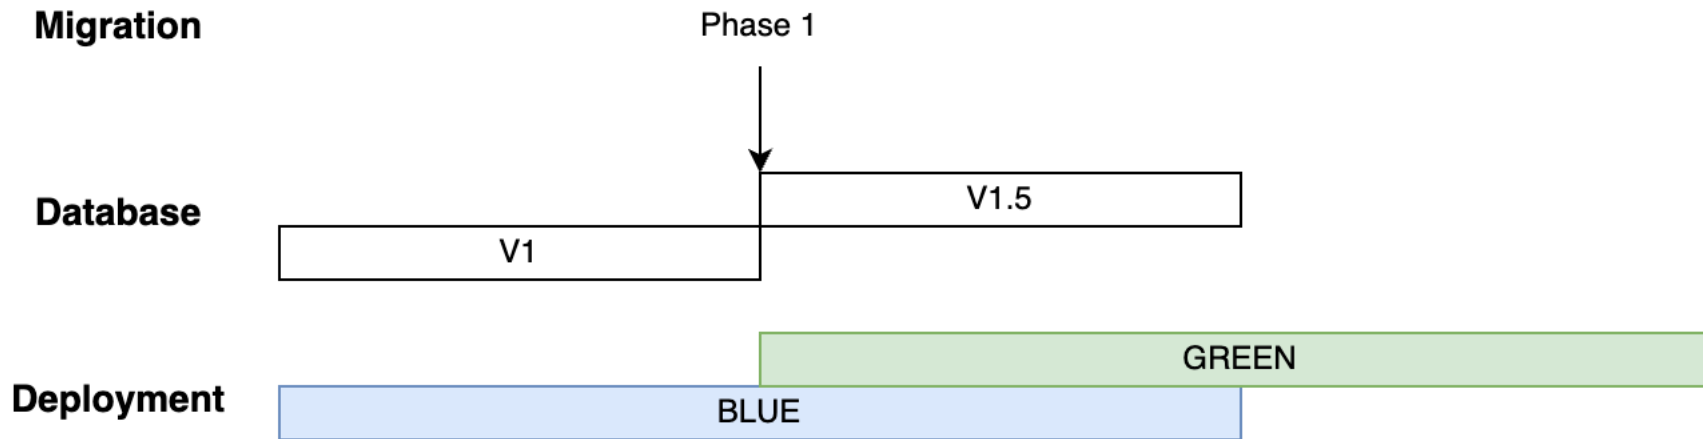 Migration
Phase 1
Database
V1.5
V1
GREEN
Deployment
BLUE